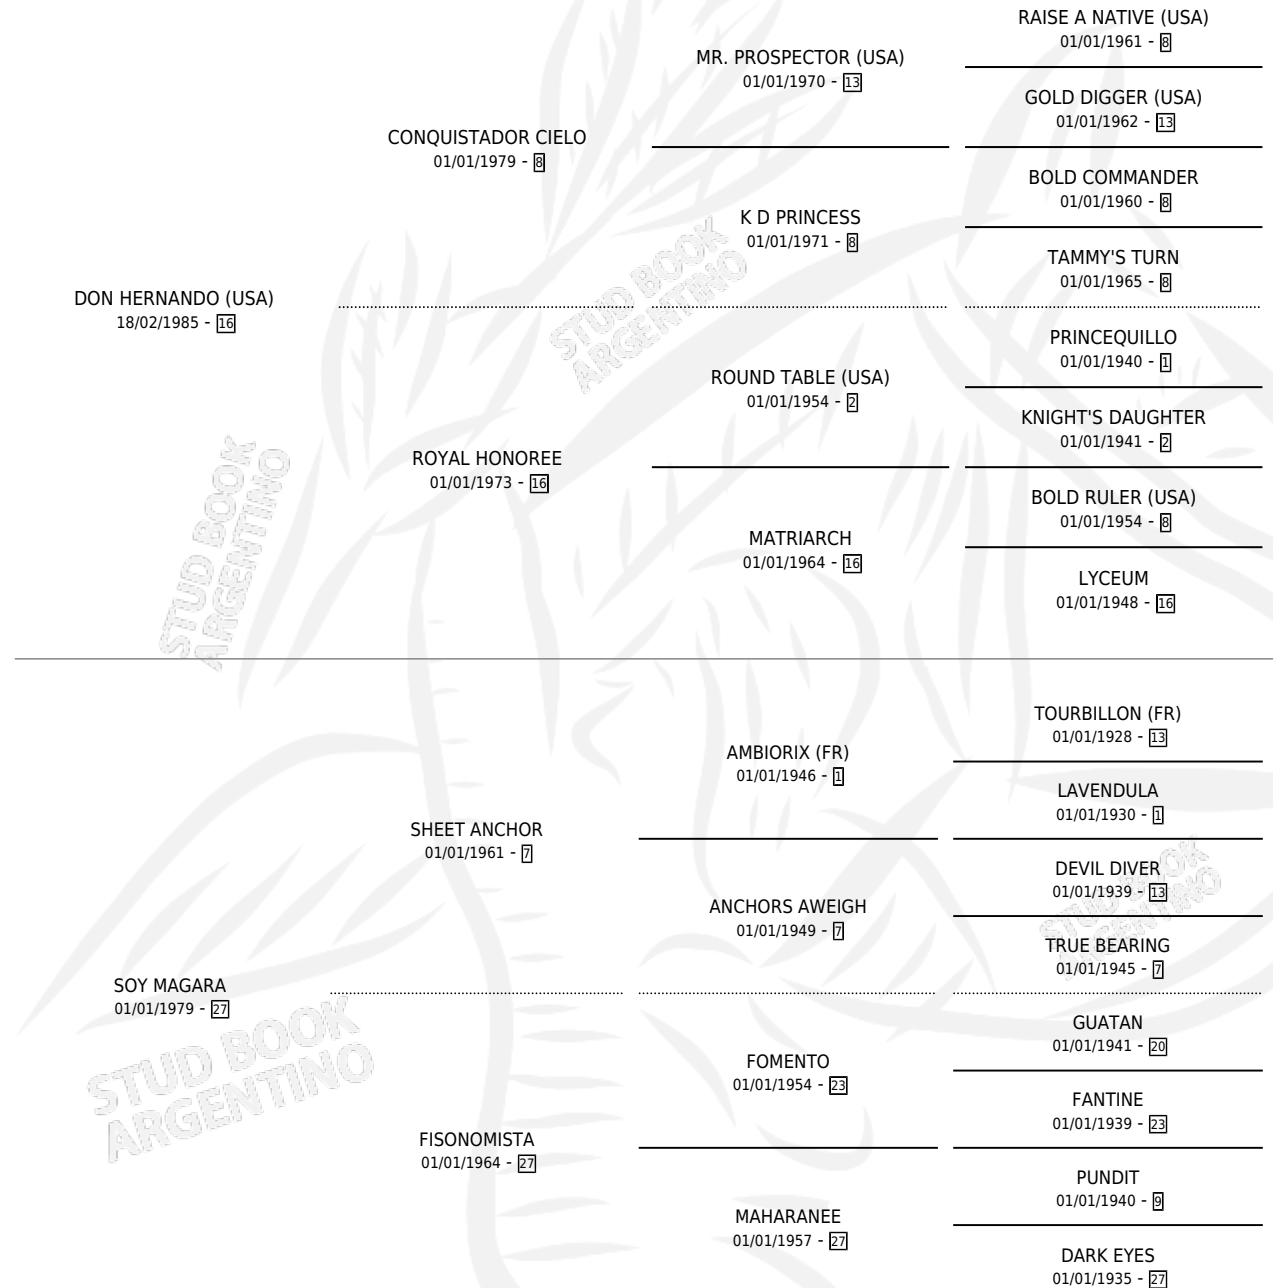 RAISE A NATIVE (USA)
01/01/1961 - 8
MR. PROSPECTOR (USA)
01/01/1970 - 13
GOLD DIGGER (USA)
01/01/1962 - 13
CONQUISTADOR CIELO
01/01/1979 - 8
BOLD COMMANDER
01/01/1960 - 8
K D PRINCESS
01/01/1971 - 8
TAMMY'S TURN
01/01/1965 - 8
DON HERNANDO (USA)
18/02/1985 - 16
PRINCEQUILLO
01/01/1940 - 1
ROUND TABLE (USA)
01/01/1954 - 2
KNIGHT'S DAUGHTER
01/01/1941 - 2
ROYAL HONOREE
01/01/1973 - 16
BOLD RULER (USA)
01/01/1954 - 8
MATRIARCH
01/01/1964 - 16
LYCEUM
01/01/1948 - 16
TOURBILLON (FR)
01/01/1928 - 13
AMBIORIX (FR)
01/01/1946 - 1
LAVENDULA
01/01/1930 - 1
SHEET ANCHOR
01/01/1961 - 7
DEVIL DIVER
01/01/1939 - 13
ANCHORS AWEIGH
01/01/1949 - 7
TRUE BEARING
01/01/1945 - 7
SOY MAGARA
01/01/1979 - 27
GUATAN
01/01/1941 - 20
FOMENTO
01/01/1954 - 23
FANTINE
01/01/1939 - 23
FISONOMISTA
01/01/1964 - 27
PUNDIT
01/01/1940 - 9
MAHARANEE
01/01/1957 - 27
DARK EYES
01/01/1935 - 27
STUD BOOK
ARGENTINO
STUD BOOK
ARGENTINO
STUD BOOK
ARGENTINO
STUD BOOK
ARGENTINO